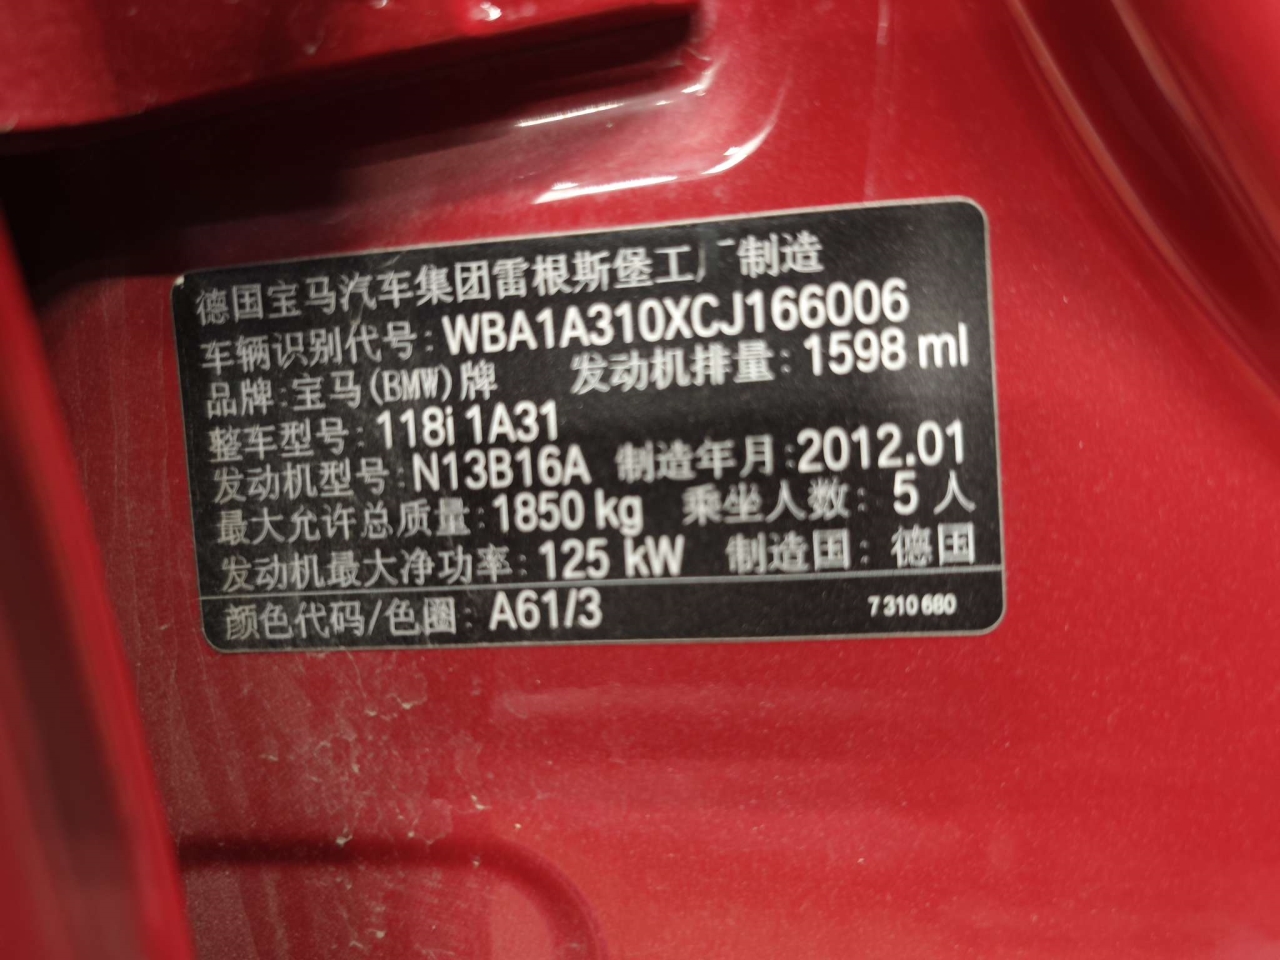 德国宝马汽车集团雷根斯堡工厂制造
车辆识别代号:WBA1A310XCJ166006
品牌:宝马(BMW)牌 发动机排量:1598 ml
整车型号:118i 1A31
发动机型号:N13B16A 制造年月:2012.01
最大允许总质量:1850 kg 乘坐人数:5 人
发动机最大净功率:125 kW 制造国:德国
颜色代码/色圈:A61/3 7 310 680